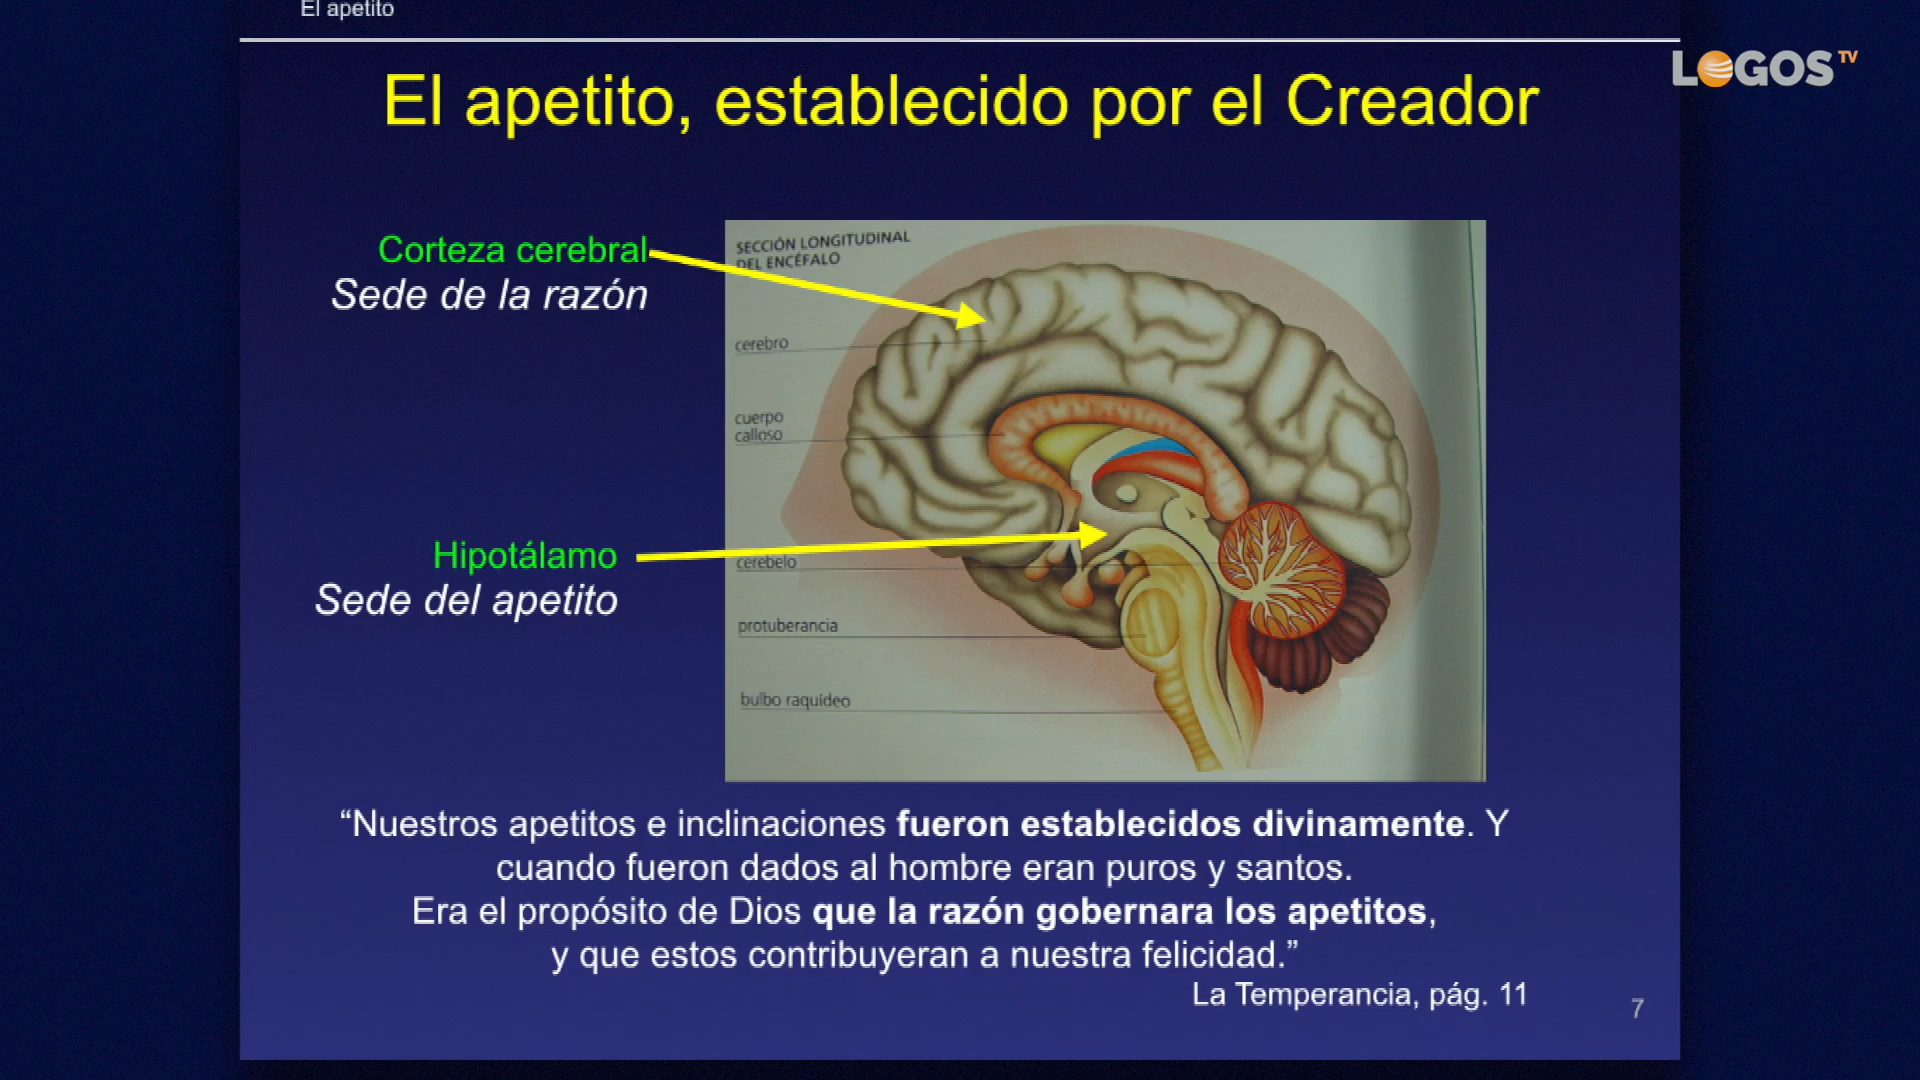 El apetito
LOGOS TV
El apetito, establecido por el Creador
Corteza cerebral
Sede de la razón
SECCIÓN LONGITUDINAL
DEL ENCÉFALO
cerebro
cuerpo
calloso
Hipotálamo
Sede del apetito
cerebelo
protuberancia
bulbo raquídeo
“Nuestros apetitos e inclinaciones fueron establecidos divinamente. Y
cuando fueron dados al hombre eran puros y santos.
Era el propósito de Dios que la razón gobernara los apetitos,
y que estos contribuyeran a nuestra felicidad.”
La Temperancia, pág. 11
7